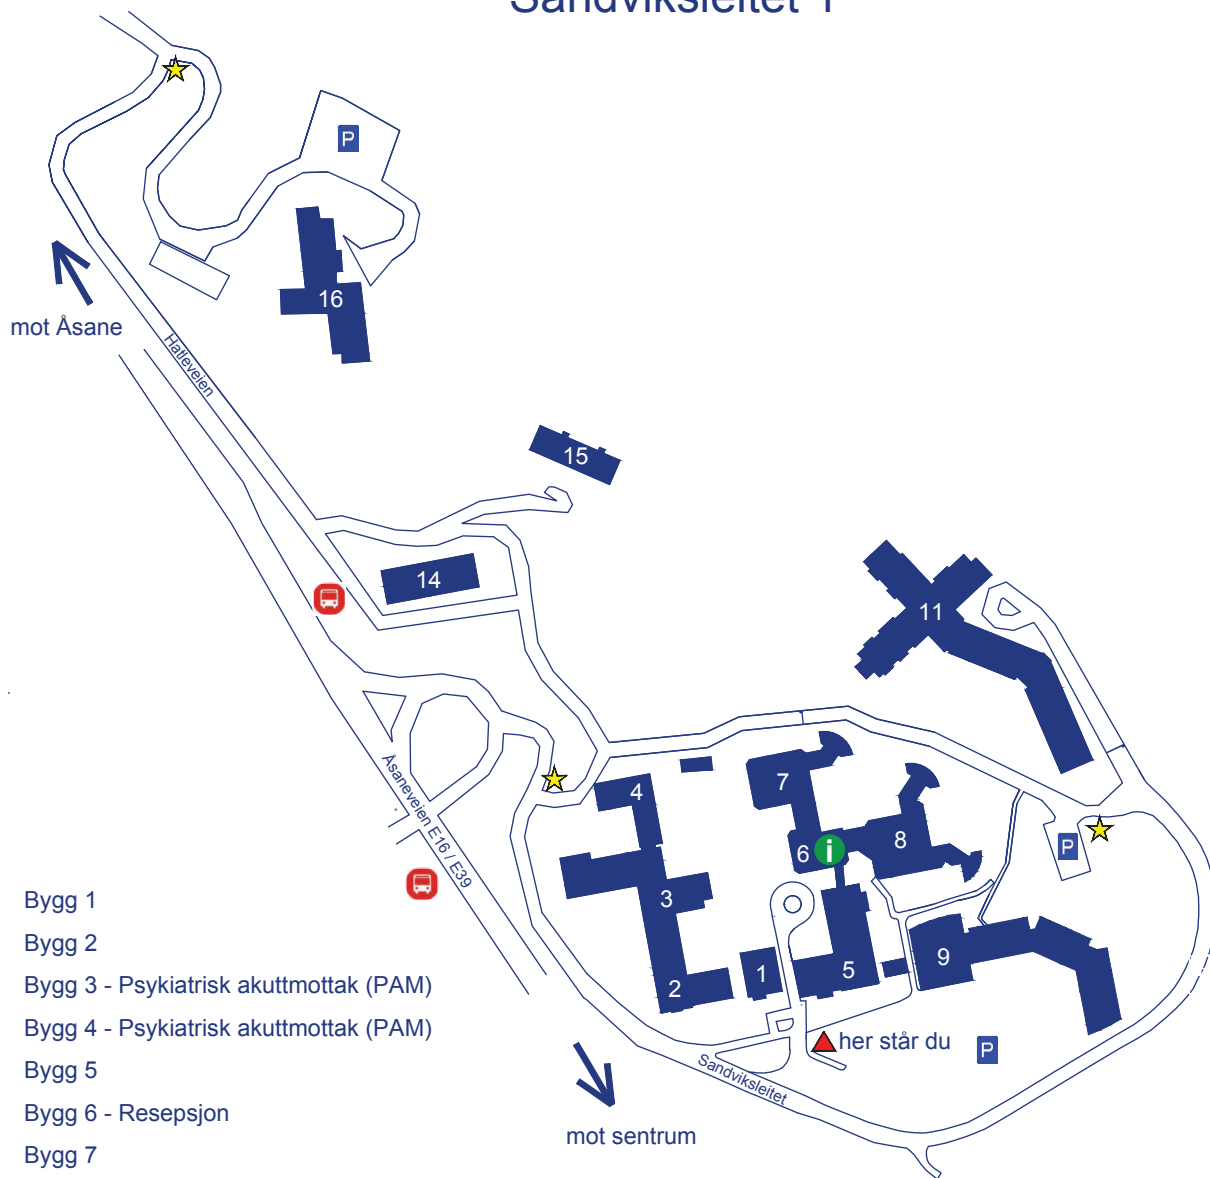 Sandviksleitet 1
P
16
mot Åsane
Hatleveien
15
14
11
7
4
8
6
i
P
3
Åsaneveien E16 / E39
9
5
1
2
her står du
P
Sandviksleitet
mot sentrum
Bygg 1
Bygg 2
Bygg 3 - Psykiatrisk akuttmottak (PAM)
Bygg 4 - Psykiatrisk akuttmottak (PAM)
Bygg 5
Bygg 6 - Resepsjon
Bygg 7